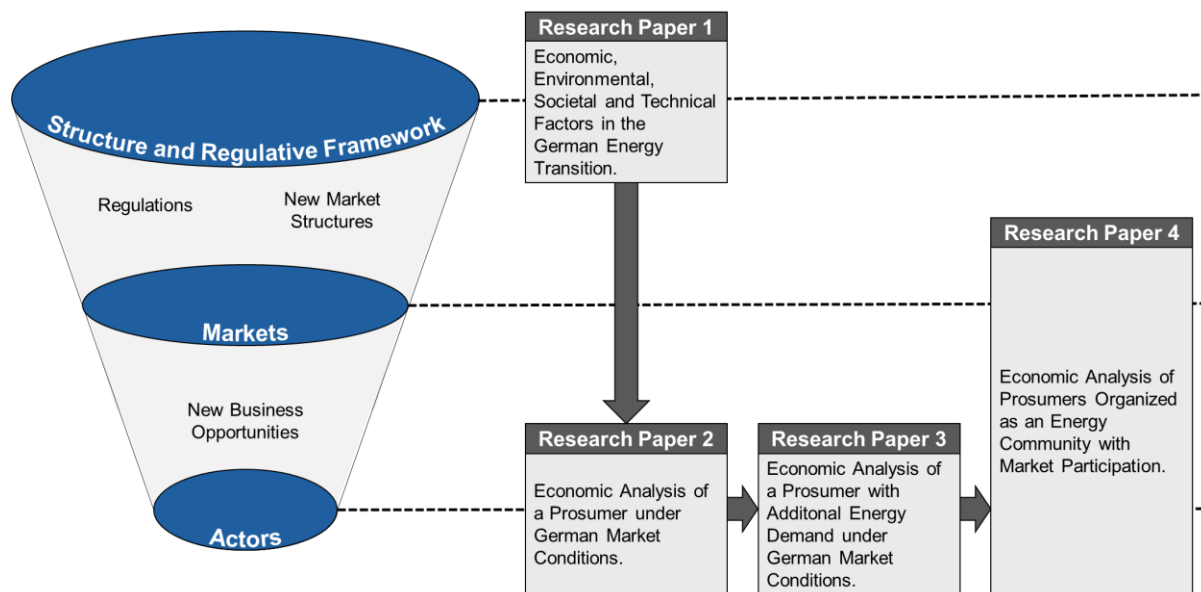 Structure and Regulative Framework
Regulations
New Market
Structures
Markets
New Business
Opportunities
Actors
Research Paper 1
Economic,
Environmental,
Societal and Technical
Factors in the
German Energy
Transition.
Research Paper 2
Economic Analysis of
a Prosumer under
German Market
Conditions.
Research Paper 3
Economic Analysis of
a Prosumer with
Additonal Energy
Demand under
German Market
Conditions.
Research Paper 4
Economic Analysis of
Prosumers Organized
as an Energy
Community with
Market Participation.